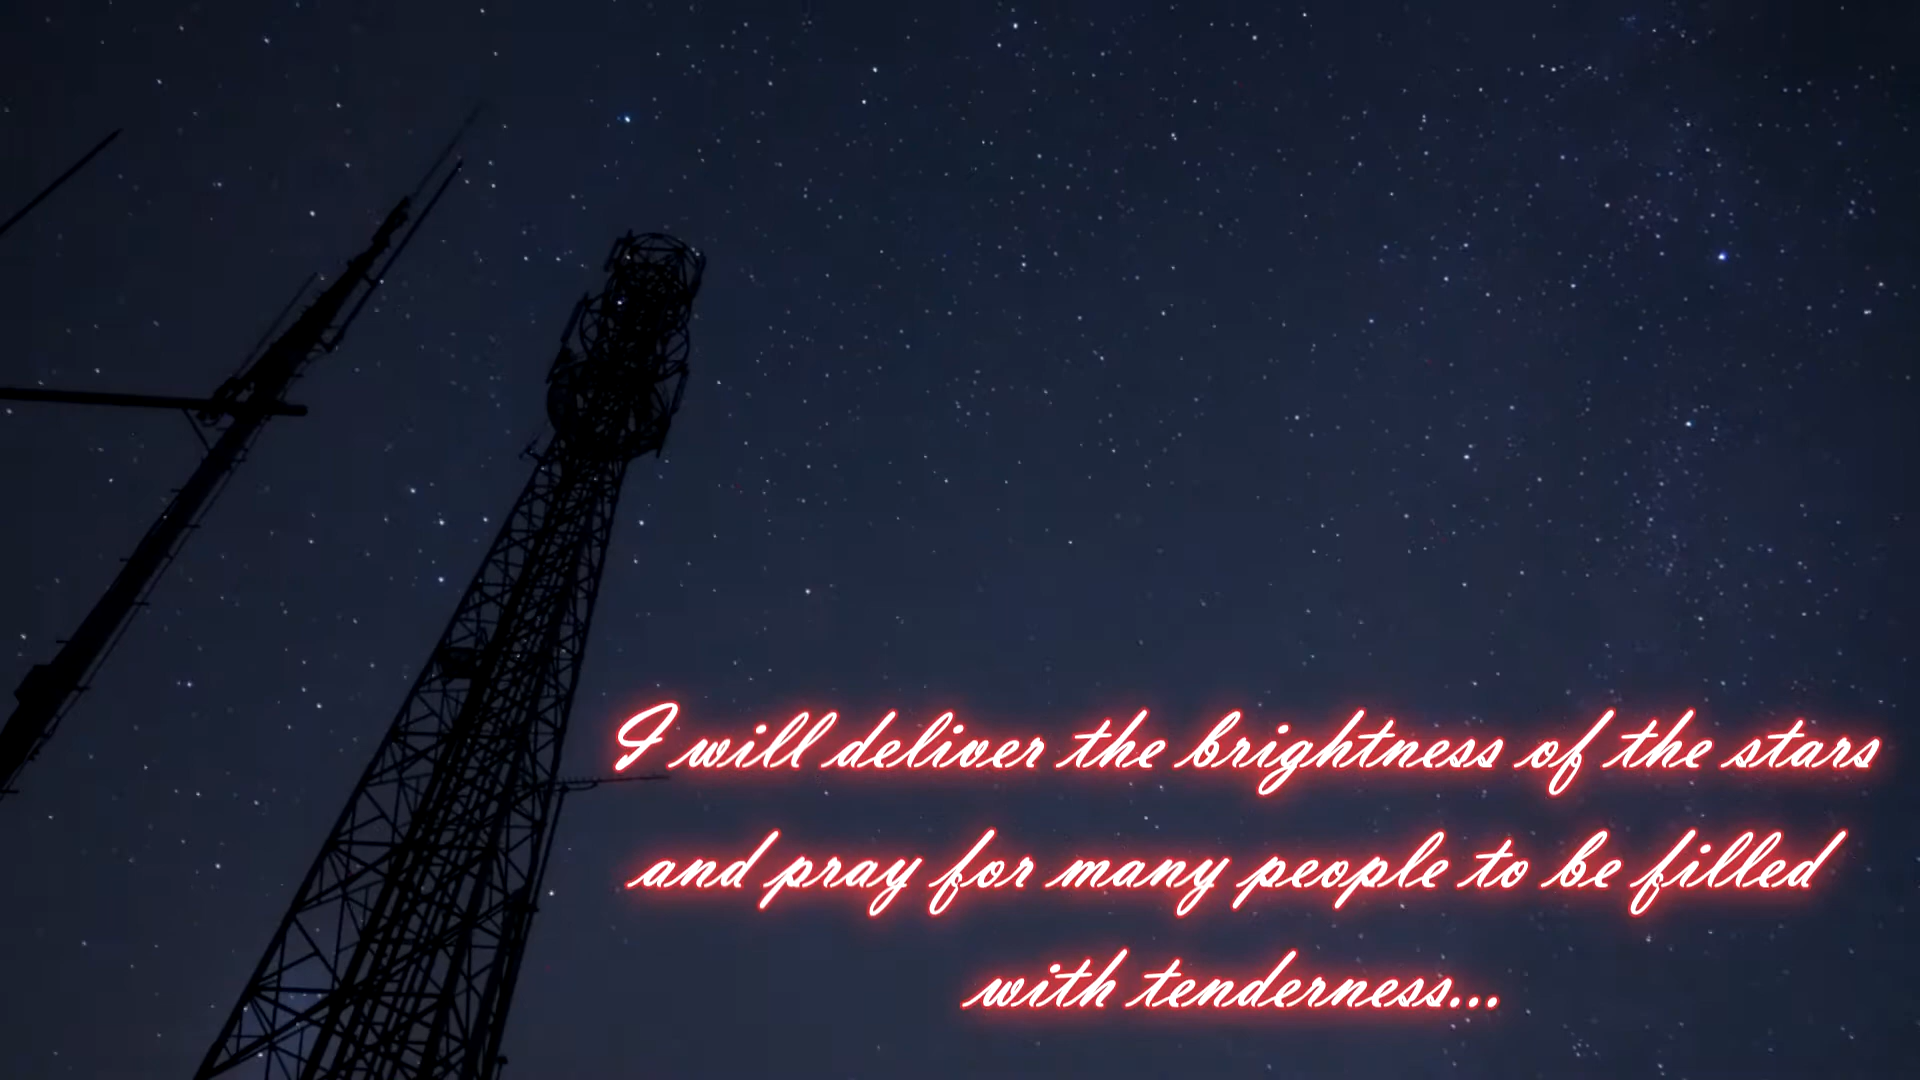 I will deliver the brightness of the stars
and pray for many people to be filled
with tenderness...